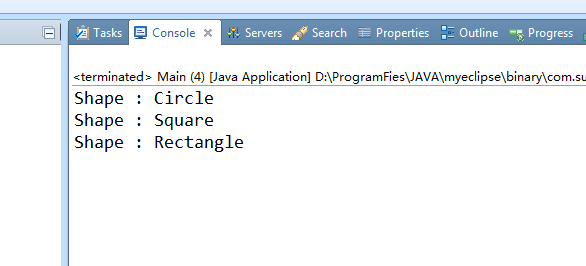 Tasks Console Servers Search Properties Outline Progress
<terminated> Main (4) [Java Application] D:\ProgramFies\JAVA\myeclipse\binary\com.su
Shape : Circle
Shape : Square
Shape : Rectangle